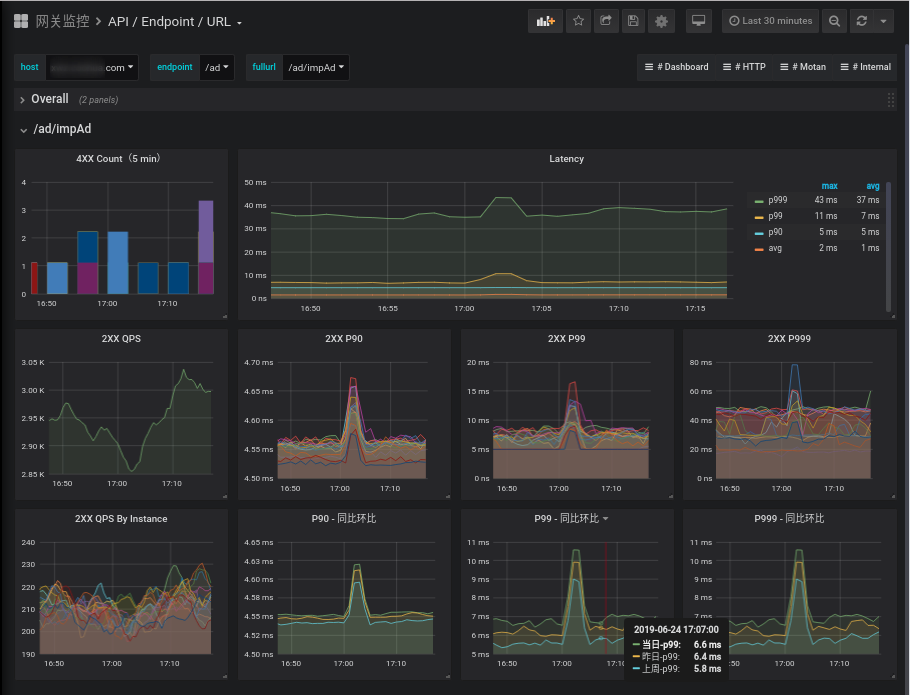 网关监控 > API / Endpoint / URL
Last 30 minutes
host com endpoint /ad fullurl /ad/impAd # Dashboard # HTTP # Motan # Internal
Overall (2 panels)
/ad/impAd
4XX Count (5 min)
4
3
2
1
0
16:50 17:00 17:10
Latency
50 ms
40 ms
30 ms
20 ms
10 ms
0 ns
16:50 16:55 17:00 17:05 17:10 17:15
max avg
p999 43 ms 37 ms
p99 11 ms 7 ms
p90 5 ms 5 ms
avg 2 ms 1 ms
2XX QPS
3.05 K
3.00 K
2.95 K
2.90 K
2.85 K
16:50 17:00 17:10
2XX P90
4.70 ms
4.65 ms
4.60 ms
4.55 ms
4.50 ms
16:50 17:00 17:10
2XX P99
20 ms
15 ms
10 ms
5 ms
0 ns
16:50 17:00 17:10
2XX P999
80 ms
60 ms
40 ms
20 ms
0 ns
16:50 17:00 17:10
2XX QPS By Instance
240
230
220
210
200
190
16:50 17:00 17:10
P90 - 同比环比
4.65 ms
4.63 ms
4.60 ms
4.58 ms
4.55 ms
4.52 ms
4.50 ms
16:50 17:00 17:10
P99 - 同比环比
11 ms
10 ms
9 ms
8 ms
7 ms
6 ms
5 ms
16:50 17:00 17:10
2019-06-24 17:07:00
当日-p99: 6.6 ms
昨日-p99: 6.4 ms
上周-p99: 5.8 ms
P999 - 同比环比
11 ms
10 ms
9 ms
8 ms
7 ms
17:00 17:10